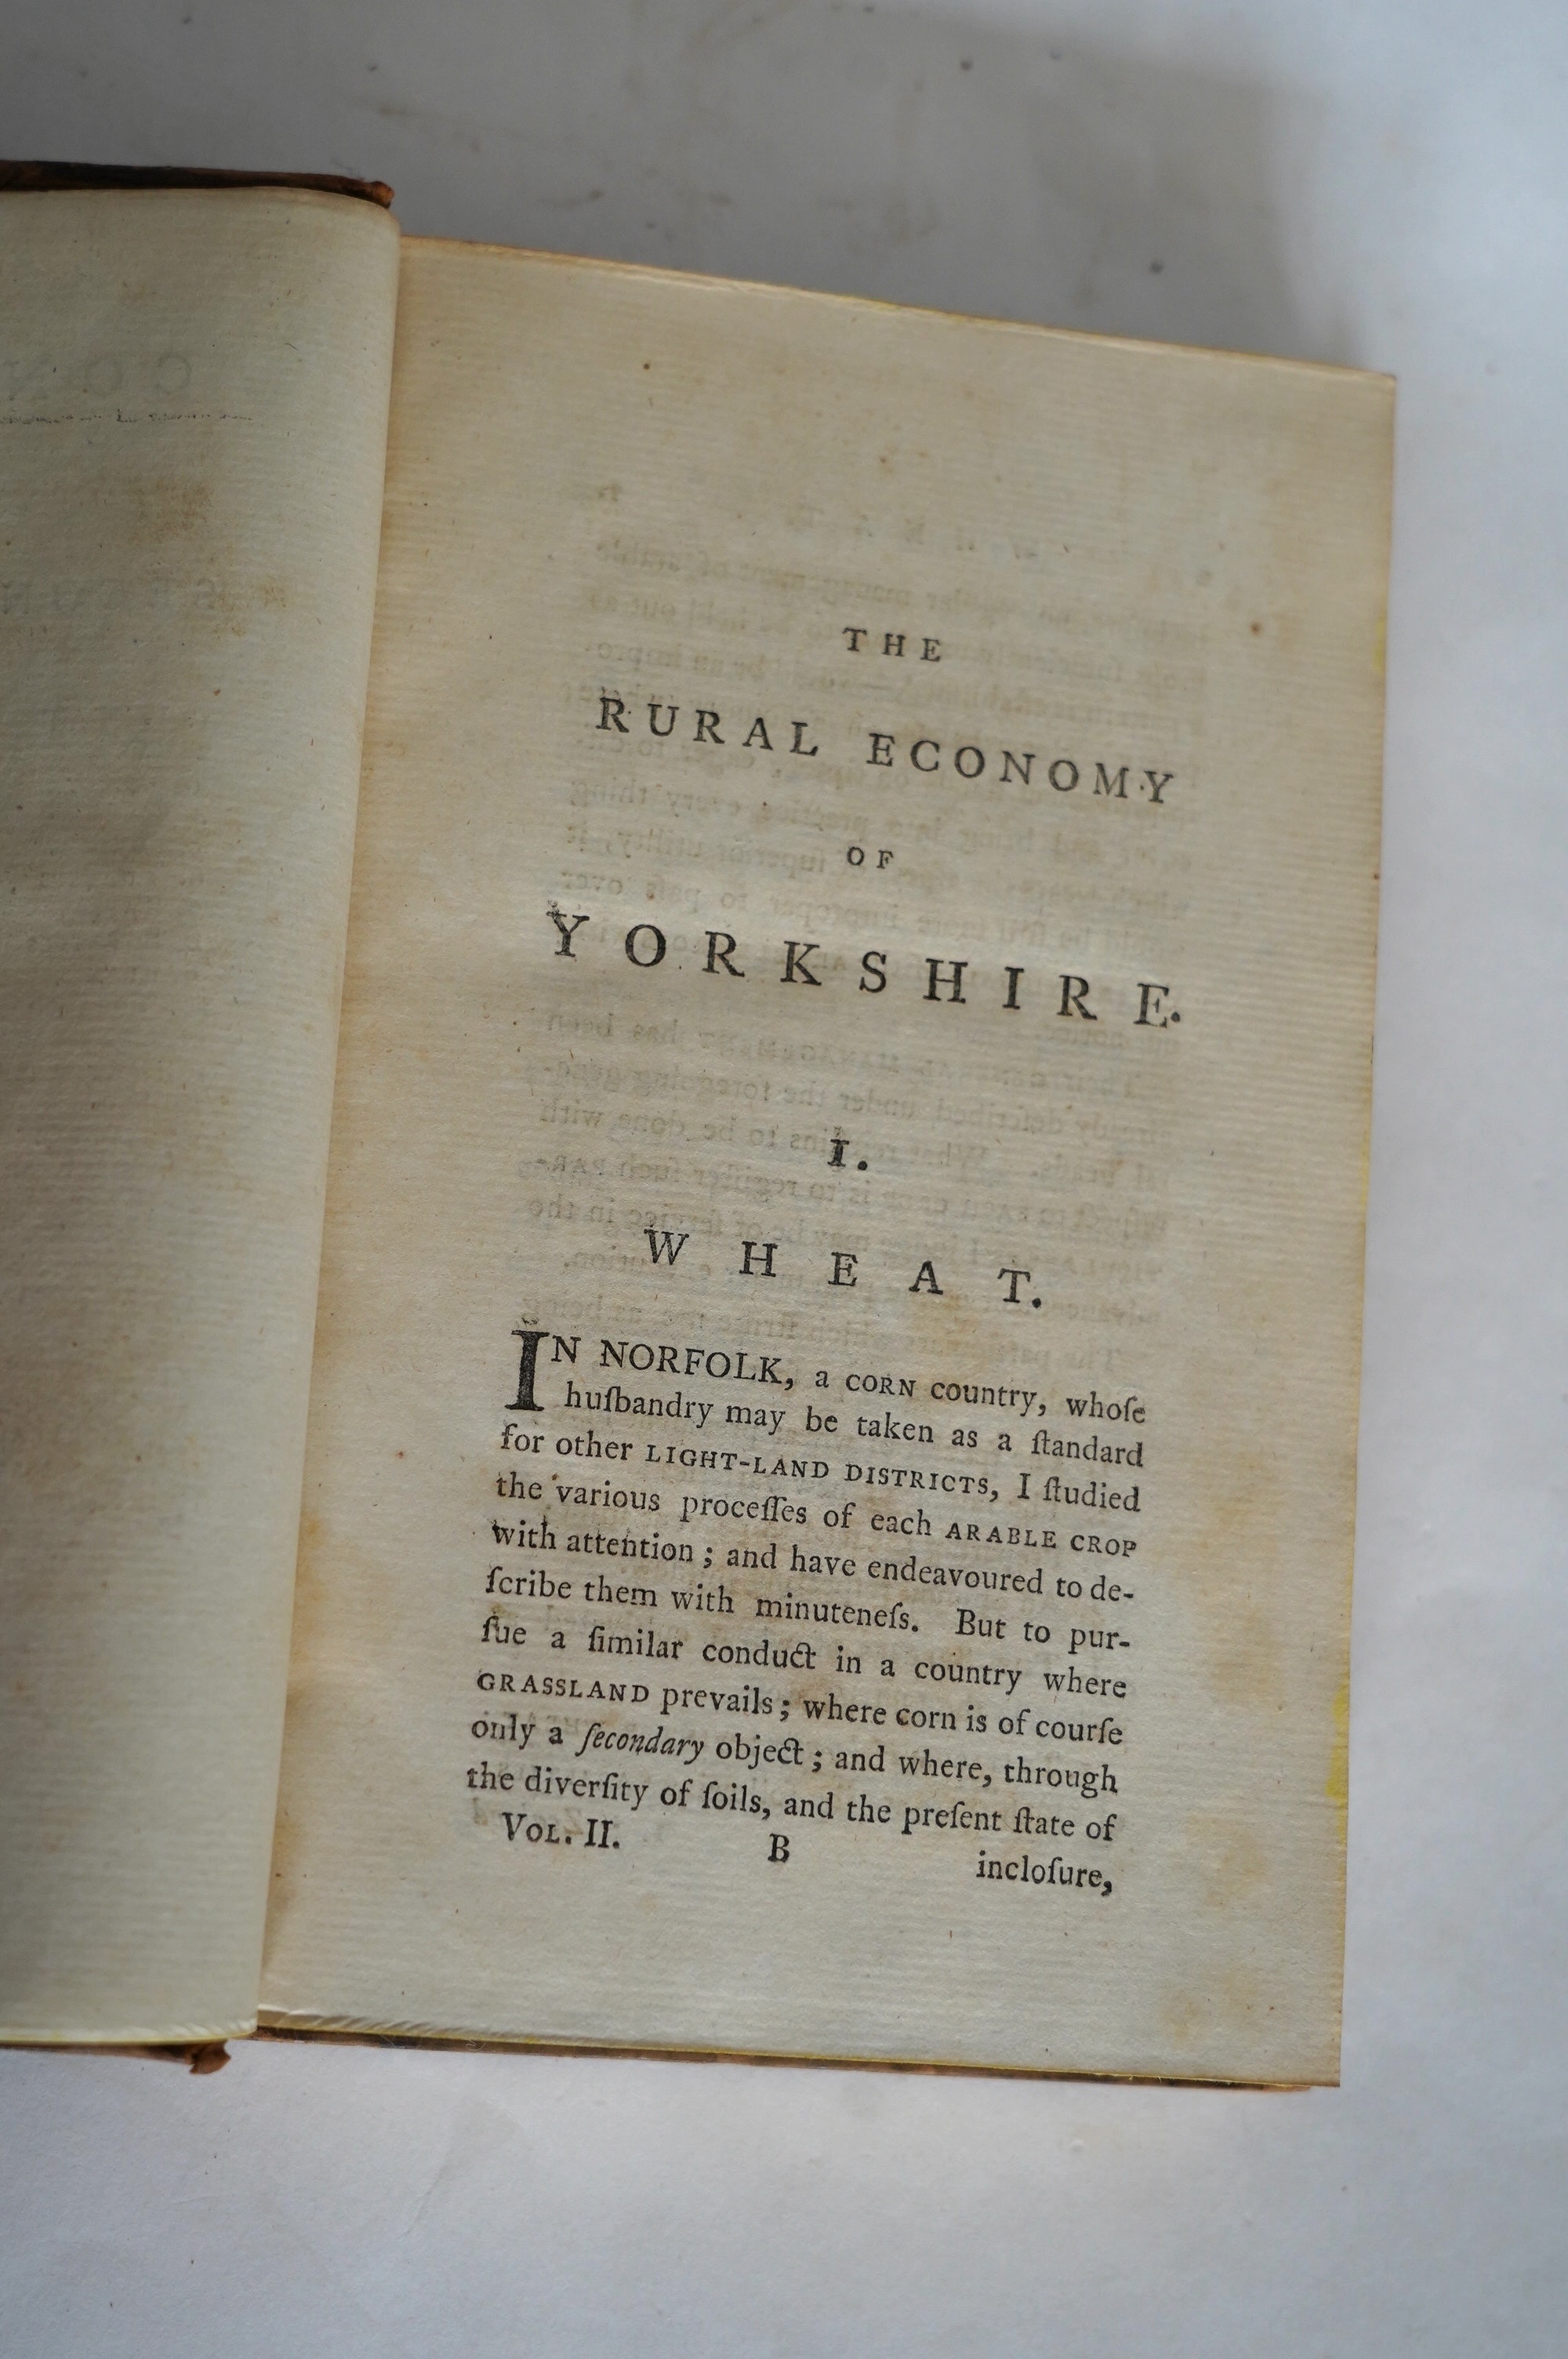 THE
RURAL ECONOMY
OF
YORKSHIRE.
I.
WHEAT.
IN NORFOLK, a CORN country, whoſe
huſbandry may be taken as a ſtandard
for other LIGHT-LAND DISTRICTS, I ſtudied
the various proceſſes of each ARABLE CROP
with attention; and have endeavoured to de-
ſcribe them with minuteneſs. But to pur-
ſue a ſimilar conduct in a country where
GRASSLAND prevails; where corn is of courſe
only a ſecondary object; and where, through
the diverſity of ſoils, and the preſent ſtate of
VOL. II. B incloſure,